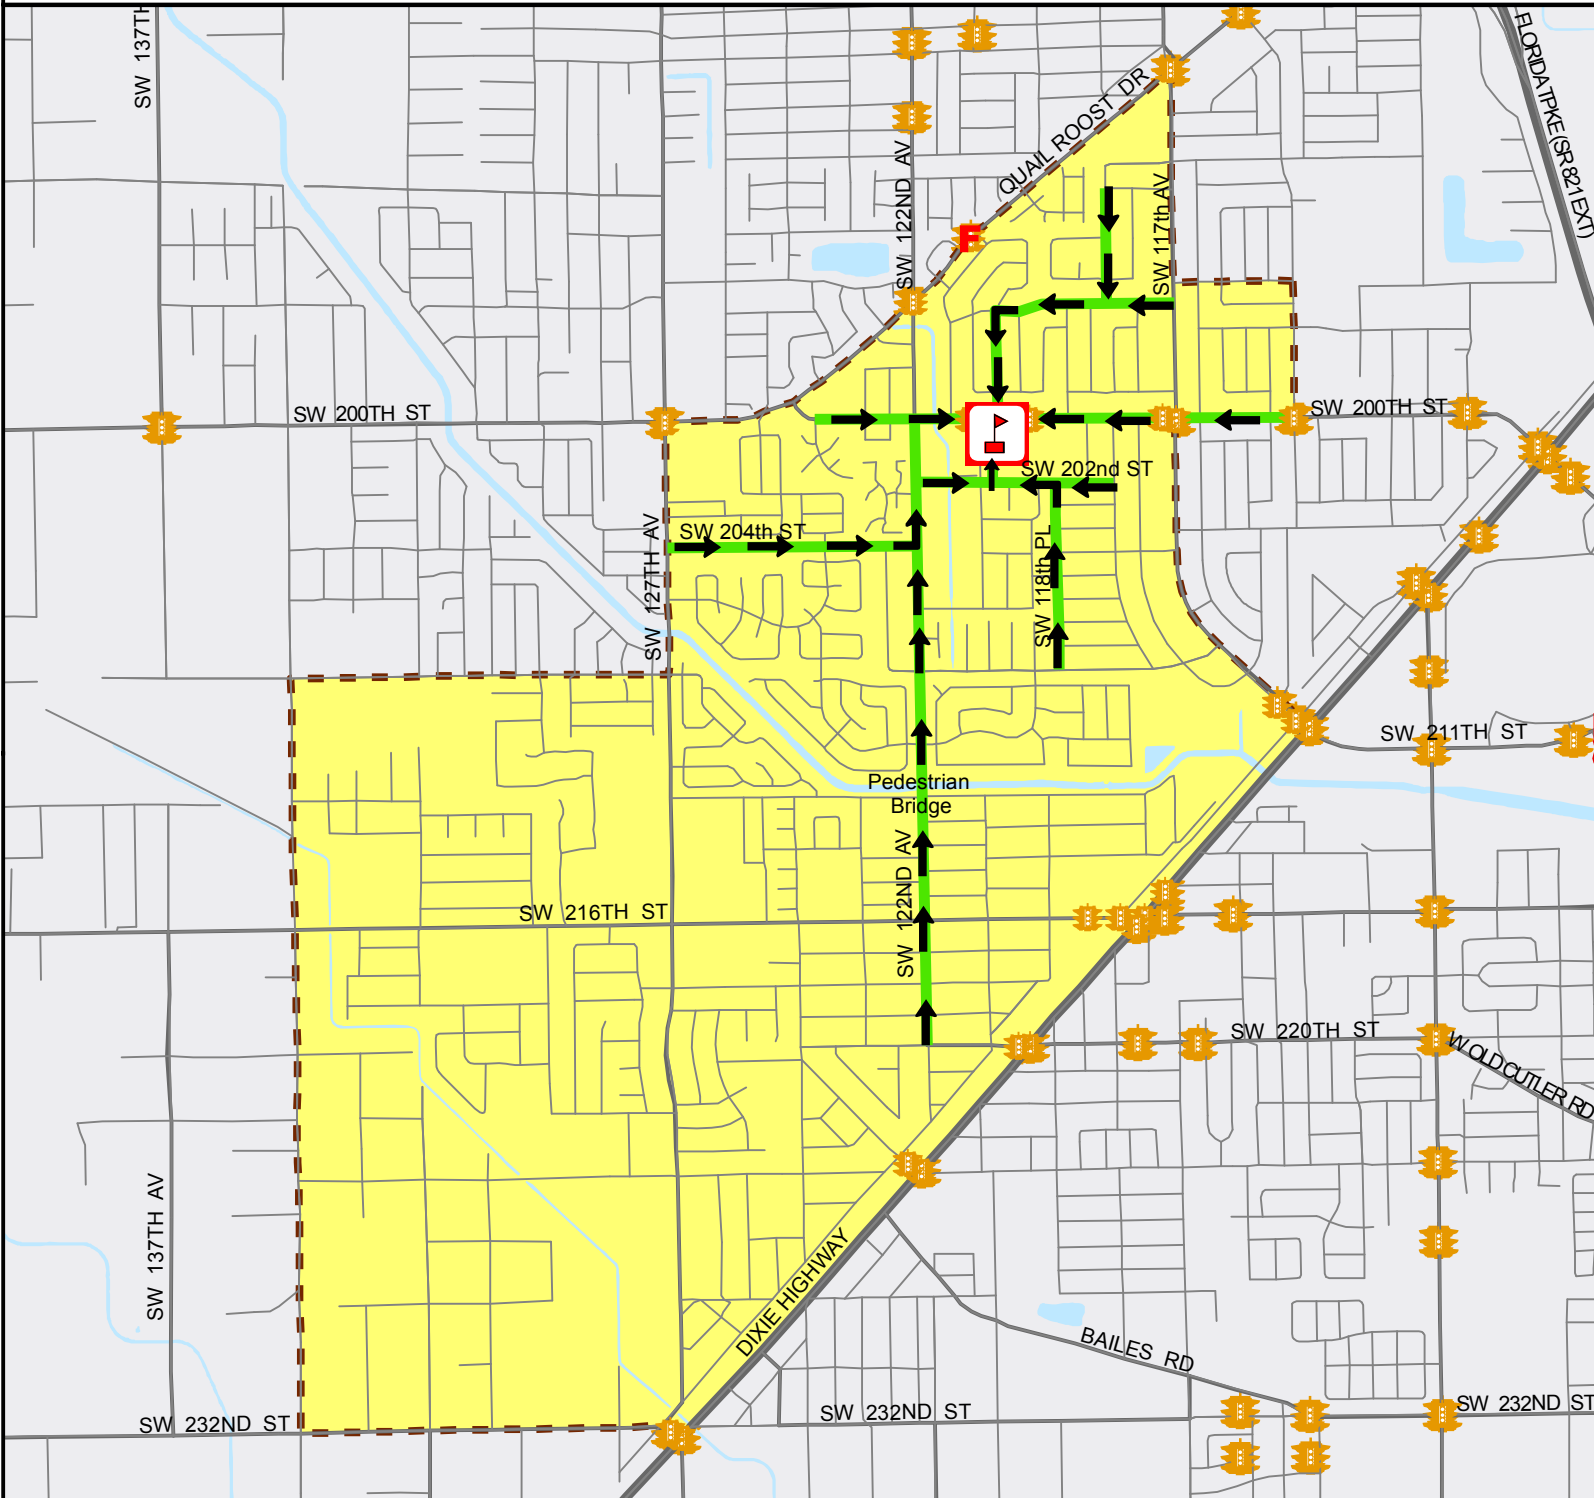 SW 137TH
FLORIDA TPKE (SR 821 EXT)
QUAIL ROOST DR
SW 122ND AV
SW 117th AV
F
SW 200TH ST
SW 200TH ST
SW 202nd ST
SW 204th ST
SW 127TH AV
SW 118th PL
SW 211TH ST
Pedestrian
Bridge
SW 122ND AV
SW 216TH ST
SW 220TH ST
W OLD CUTLER RD
SW 137TH AV
DIXIE HIGHWAY
BAILES RD
SW 232ND ST
SW 232ND ST
SW 232ND ST